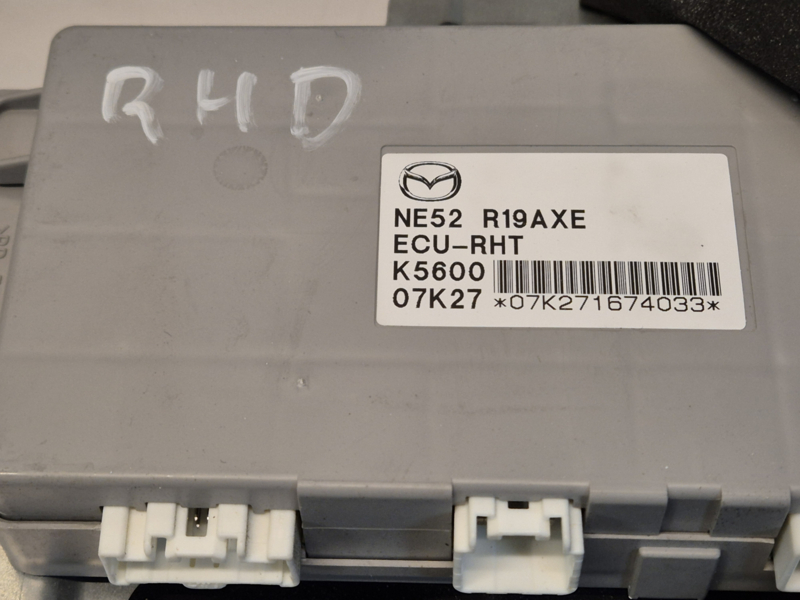 RHD
NE52 R19AXE
ECU-RHT
K5600
07K27 *07K271674033*